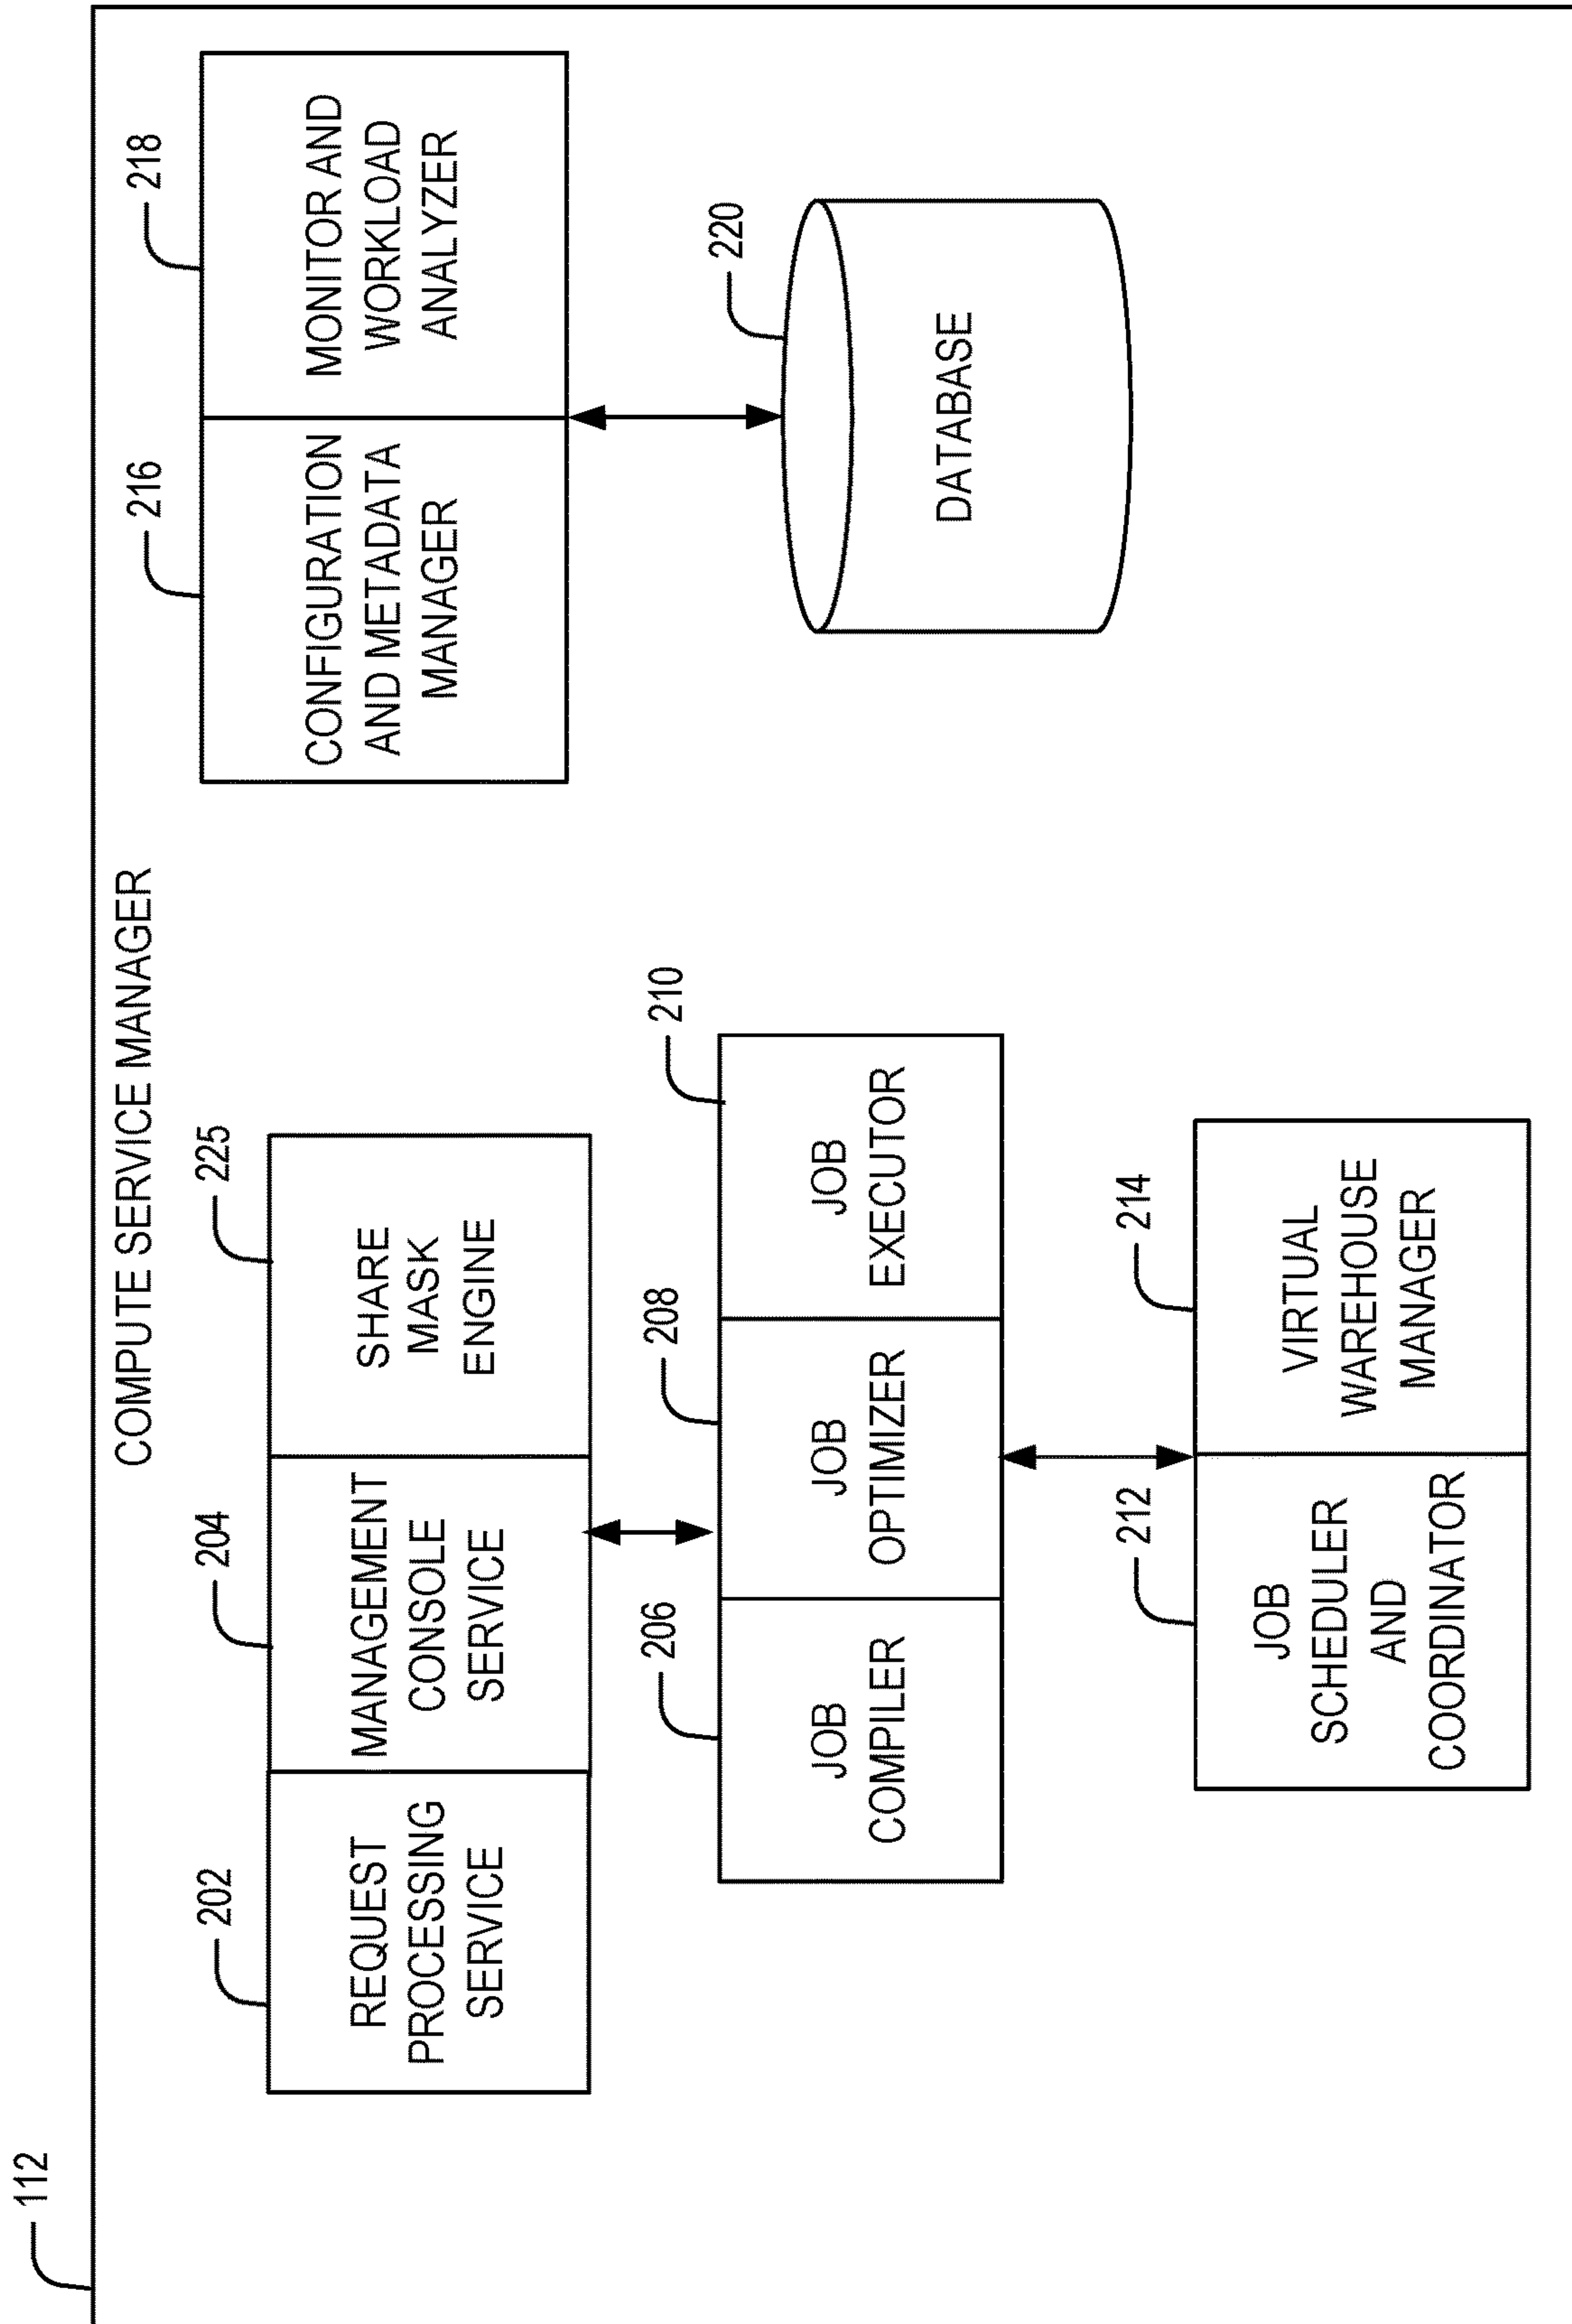 112
COMPUTE SERVICE MANAGER
202
REQUEST
PROCESSING
SERVICE
204
MANAGEMENT
CONSOLE
SERVICE
225
SHARE
MASK
ENGINE
206
JOB
COMPILER
208
JOB
OPTIMIZER
210
JOB
EXECUTOR
212
JOB
SCHEDULER
AND
COORDINATOR
214
VIRTUAL
WAREHOUSE
MANAGER
216
CONFIGURATION
AND METADATA
MANAGER
218
MONITOR AND
WORKLOAD
ANALYZER
220
DATABASE